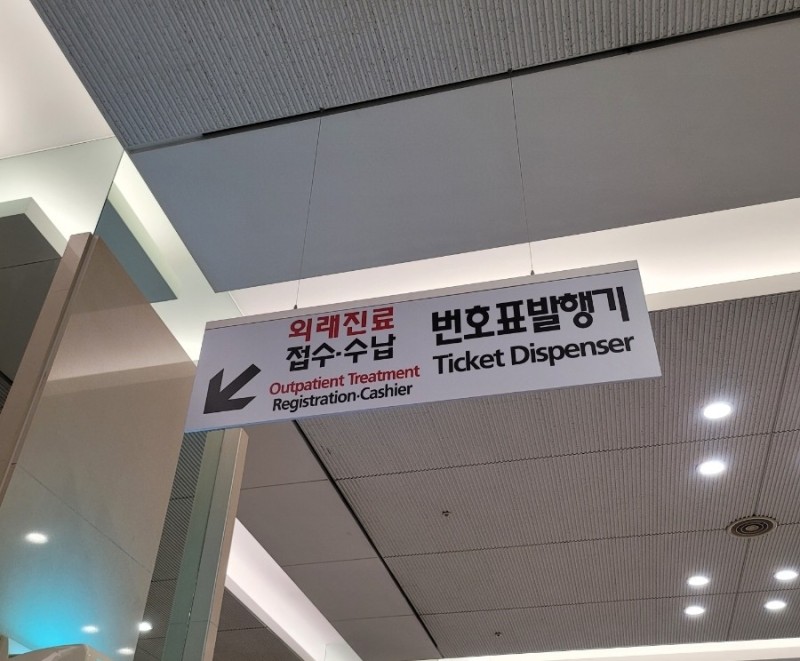 외래진료
접수·수납
Outpatient Treatment
Registration·Cashier
번호표발행기
Ticket Dispenser